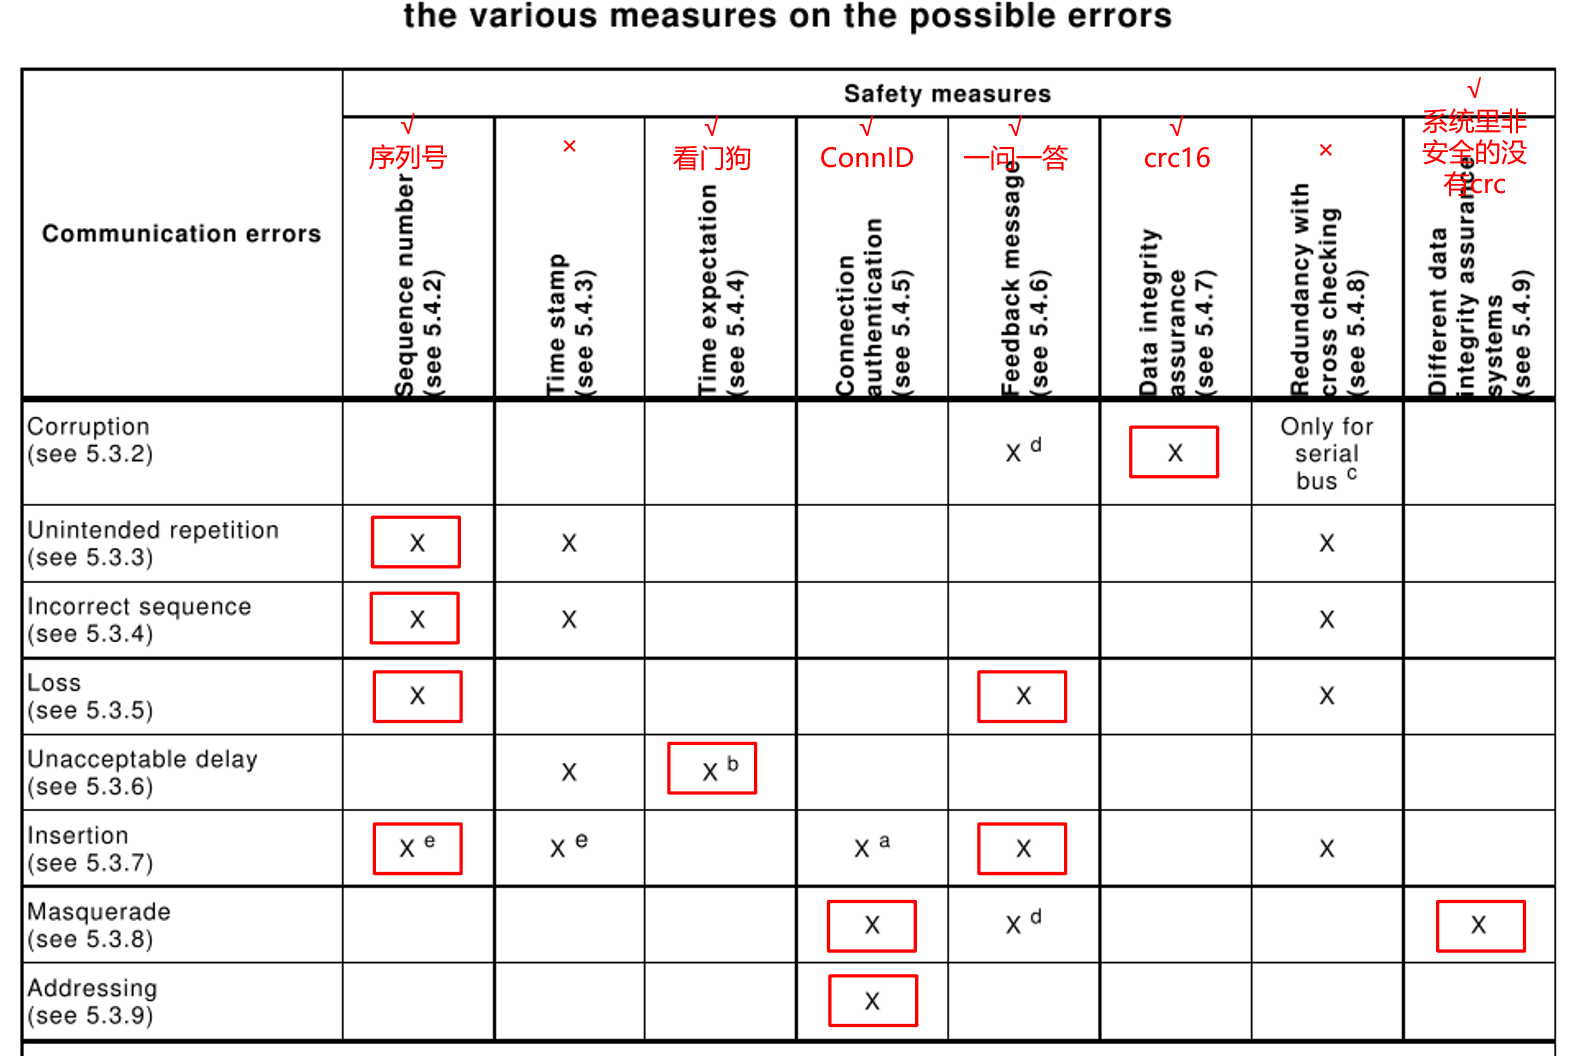 the various measures on the possible errors
Communication errors
Safety measures
√
序列号
Sequence number
(see 5.4.2)
×
Time stamp
(see 5.4.3)
√
看门狗
Time expectation
(see 5.4.4)
√
ConnID
Connection
authentication
(see 5.4.5)
√
一问一答
Feedback message
(see 5.4.6)
√
crc16
Data integrity
assurance
(see 5.4.7)
×
Redundancy with
cross checking
(see 5.4.8)
√
系统里非
安全的没
有crc
Different data
integrity assurance
systems
(see 5.4.9)
Corruption
(see 5.3.2)
X d
X
Only for
serial
bus c
Unintended repetition
(see 5.3.3)
X
X
X
Incorrect sequence
(see 5.3.4)
X
X
X
Loss
(see 5.3.5)
X
X
X
Unacceptable delay
(see 5.3.6)
X
X b
Insertion
(see 5.3.7)
X e
X e
X a
X
X
Masquerade
(see 5.3.8)
X
X d
X
Addressing
(see 5.3.9)
X